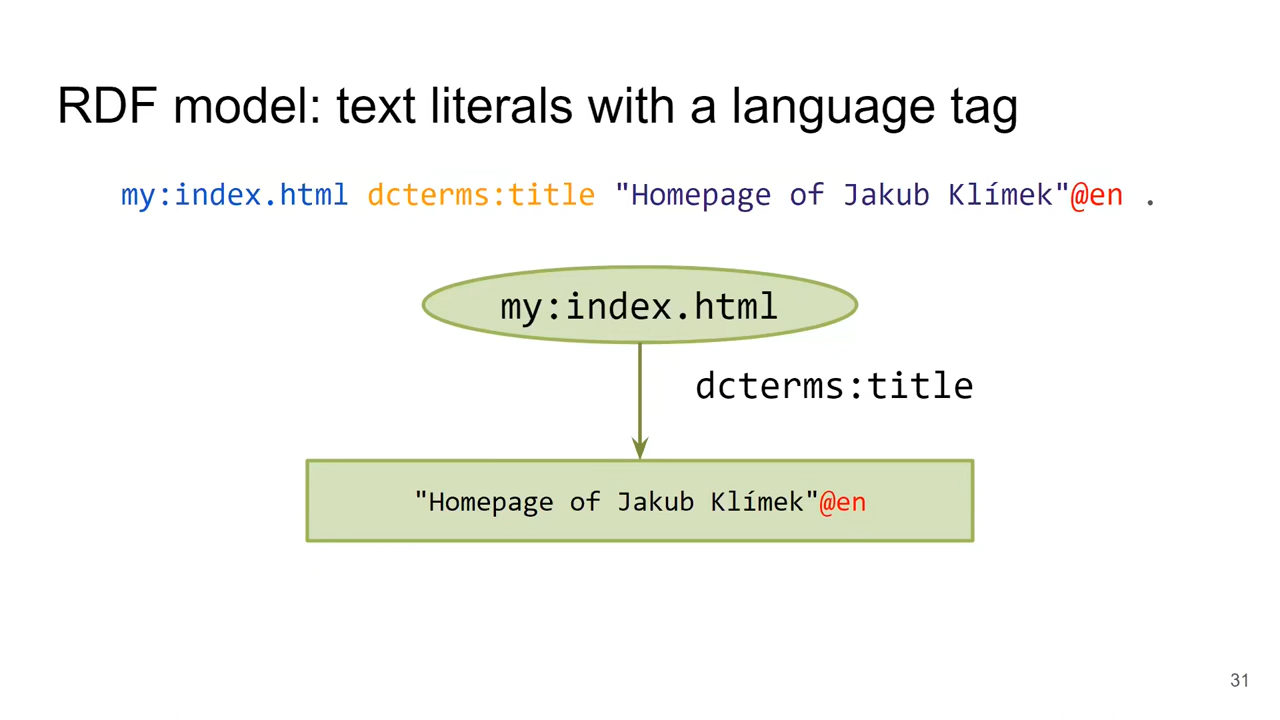 RDF model: text literals with a language tag
my:index.html dcterms:title "Homepage of Jakub Klímek"@en .
my:index.html
dcterms:title
"Homepage of Jakub Klímek"@en
31